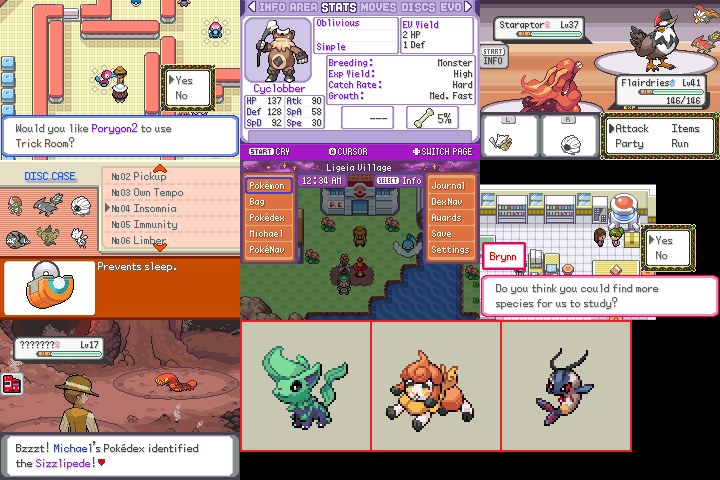 Yes
No
Would you like Porygon2 to use
Trick Room?
INFO AREA STATS MOVES DISCS EVO
Oblivious
Simple
EV Yield
2 HP
1 Def
Cyclobber
Breeding: Monster
Exp Yield: High
Catch Rate: Hard
Growth: Med. Fast
HP 137 Atk 90
Def 128 SpA 58
SpD 92 Spe 30
---
5%
START CRY A CURSOR SWITCH PAGE
Staraptor Lv37
START
INFO
Flairdries Lv41
146/146
EXP
L
R
Attack Items
Party Run
DISC CASE
No02 Pickup
No03 Own Tempo
No04 Insomnia
No05 Immunity
No06 Limber
Prevents sleep.
Ligeia Village
12:34 AM SELECT Info
Pokémon
Bag
Pokédex
Michael
PokéNav
Journal
DexNav
Awards
Save
Settings
P.C
Yes
No
Brynn
Do you think you could find more
species for us to study?
??????? Lv17
Bzzzt! Michael's Pokédex identified
the Sizzlipede!